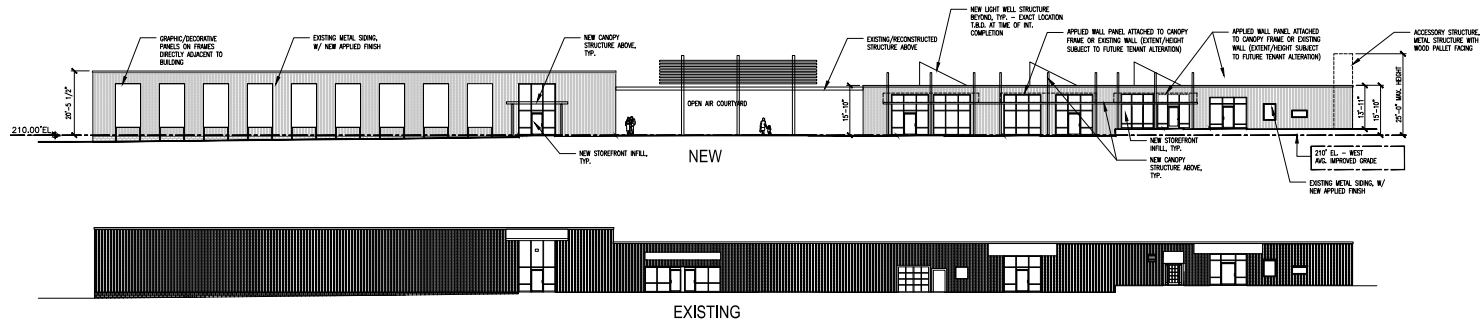 GRAPHIC/DECORATIVE
PANELS ON FRAMES
DIRECTLY ADJACENT TO
BUILDING
EXISTING METAL SIDING,
W/ NEW APPLIED FINISH
NEW CANOPY
STRUCTURE ABOVE,
TYP.
EXISTING/RECONSTRUCTED
STRUCTURE ABOVE
NEW LIGHT WELL STRUCTURE
BEYOND, TYP. - EXACT LOCATION
T.B.D. AT TIME OF INT.
COMPLETION
APPLIED WALL PANEL ATTACHED TO CANOPY
FRAME OR EXISTING WALL (EXTENT/HEIGHT
SUBJECT TO FUTURE TENANT ALTERATION)
APPLIED WALL PANEL ATTACHED
TO CANOPY FRAME OR EXISTING
WALL (EXTENT/HEIGHT SUBJECT
TO FUTURE TENANT ALTERATION)
ACCESSORY STRUCTURE,
METAL STRUCTURE WITH
WOOD PALLET FACING
20'-5 1/2"
OPEN AIR COURTYARD
15'-10"
13'-11"
15'-10"
25'-0" MAX. HEIGHT
210.00'EL.
NEW STOREFRONT INFILL,
TYP.
NEW
NEW STOREFRONT
INFILL, TYP.
NEW CANOPY
STRUCTURE ABOVE,
TYP.
210' EL. - WEST
AVG. IMPROVED GRADE
EXISTING METAL SIDING, W/
NEW APPLIED FINISH
EXISTING